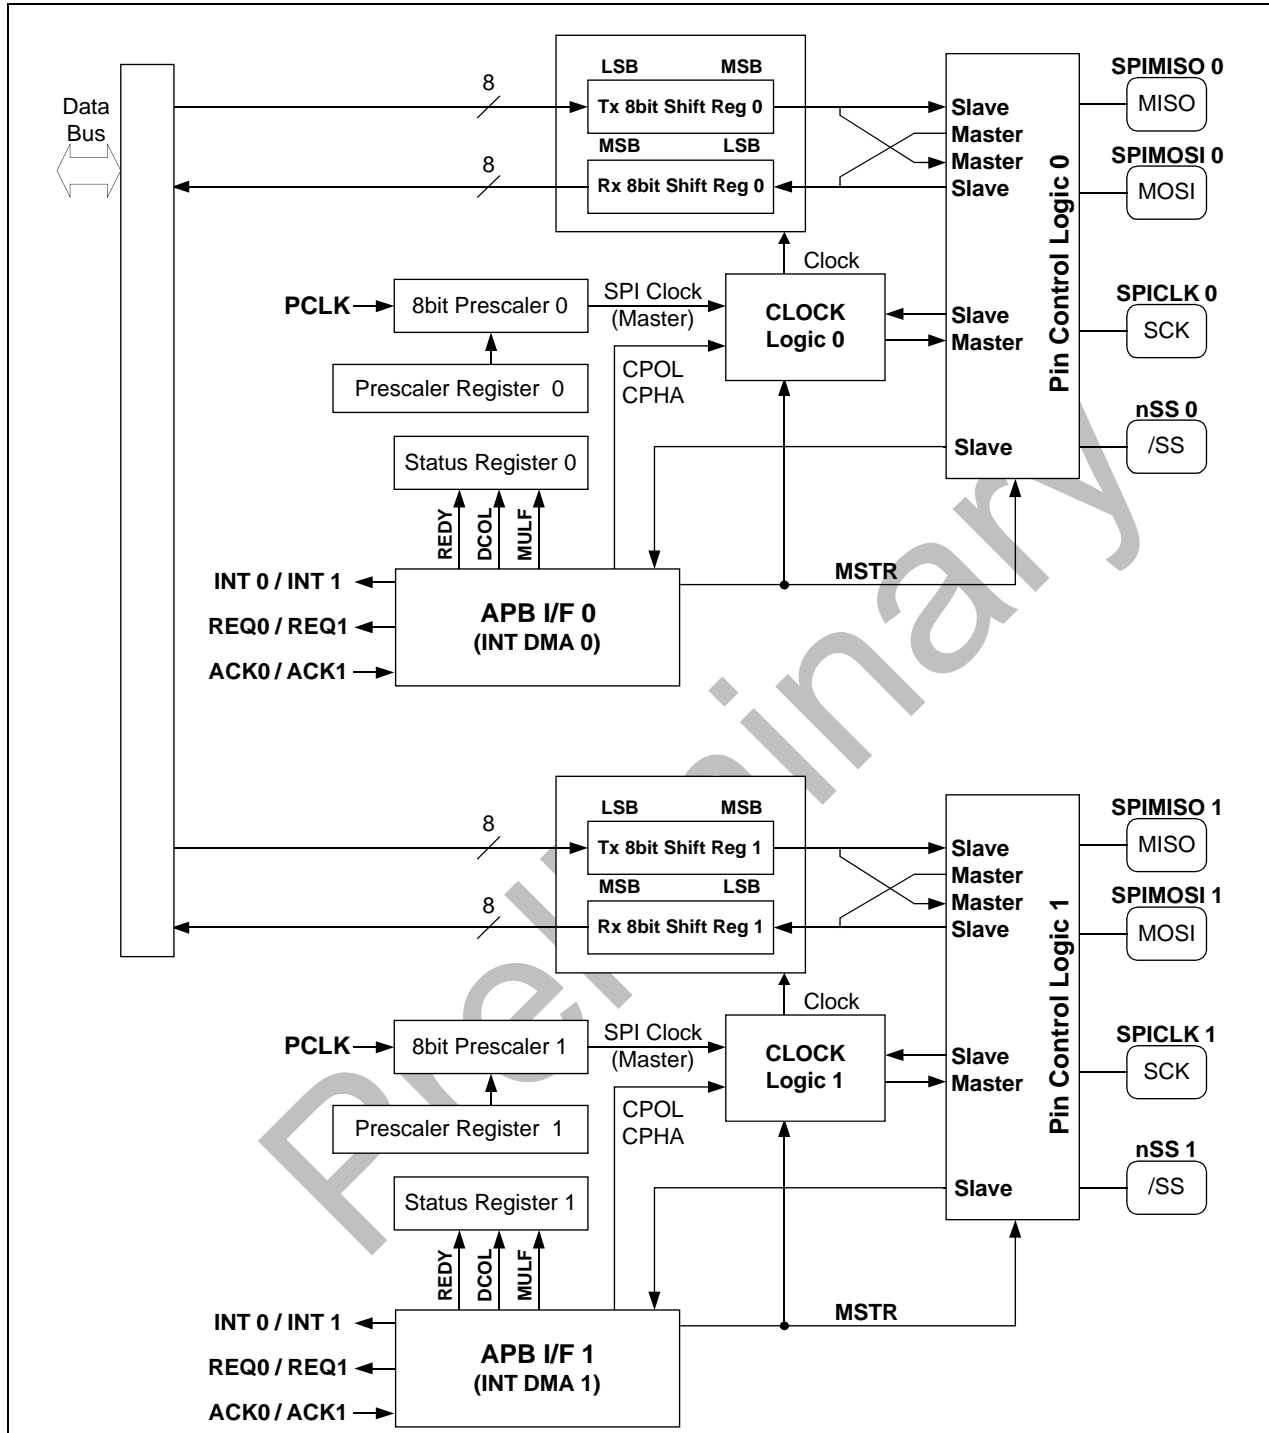 Data
Bus
8
LSB MSB
Tx 8bit Shift Reg 0
MSB LSB
8
Rx 8bit Shift Reg 0
Slave
Master
Master
Slave
Pin Control Logic 0
SPIMISO 0
MISO
SPIMOSI 0
MOSI
Clock
PCLK
8bit Prescaler 0
SPI Clock
(Master)
CLOCK
Logic 0
Slave
Master
SPICLK 0
SCK
Prescaler Register 0
CPOL
CPHA
nSS 0
/SS
Slave
Status Register 0
REDY
DCOL
MULF
INT 0 / INT 1
REQ0 / REQ1
ACK0 / ACK1
APB I/F 0
(INT DMA 0)
MSTR
Preliminary
8
LSB MSB
Tx 8bit Shift Reg 1
MSB LSB
8
Rx 8bit Shift Reg 1
Slave
Master
Master
Slave
Pin Control Logic 1
SPIMISO 1
MISO
SPIMOSI 1
MOSI
Clock
PCLK
8bit Prescaler 1
SPI Clock
(Master)
CLOCK
Logic 1
Slave
Master
SPICLK 1
SCK
Prescaler Register 1
CPOL
CPHA
nSS 1
/SS
Slave
Status Register 1
REDY
DCOL
MULF
INT 0 / INT 1
REQ0 / REQ1
ACK0 / ACK1
APB I/F 1
(INT DMA 1)
MSTR